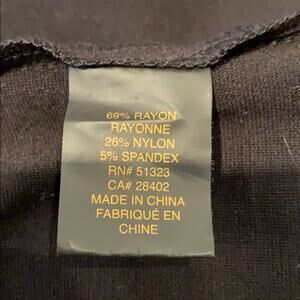 69% RAYON
RAYONNE
26% NYLON
5% SPANDEX
RN# 51323
CA# 28402
MADE IN CHINA
FABRIQUÉ EN
CHINE